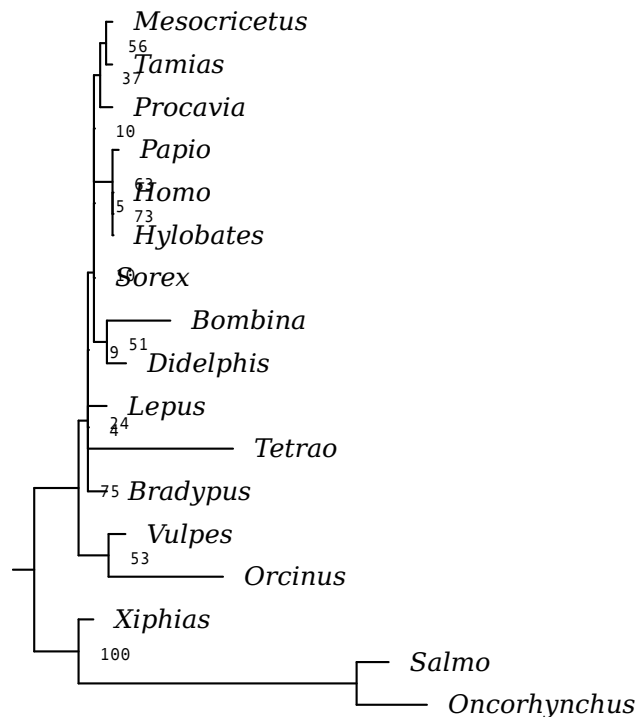 Mesocricetus
56
Tamias
37
Procavia
10
Papio
63
Homo
5
73
Hylobates
Sorex
10
Bombina
51
9
Didelphis
Lepus
24
4
Tetrao
75
Bradypus
Vulpes
53
Orcinus
Xiphias
100
Salmo
Oncorhynchus